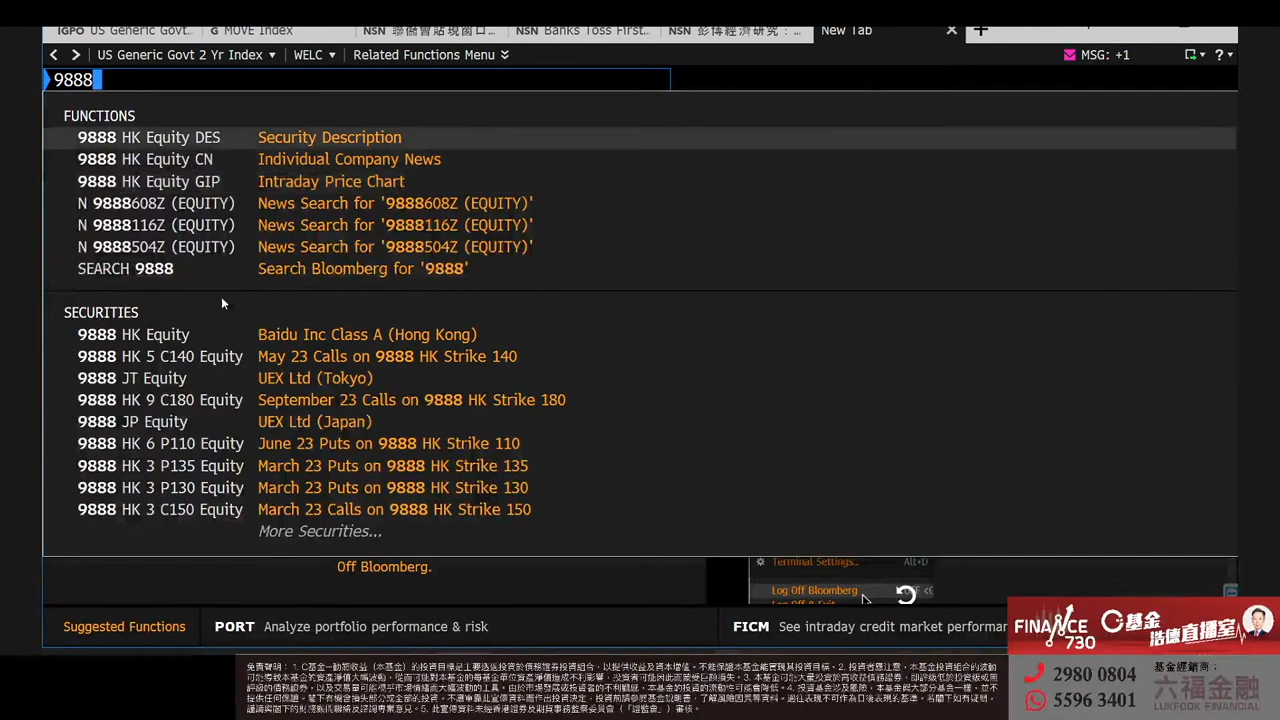 IGPO US Generic Govt. G MOVE Index NSN 聯儲會貼現窗口... NSN Banks Toss First... NSN 彭博經濟研究：... New Tab
US Generic Govt 2 Yr Index WELC Related Functions Menu MSG: +1 ?
9888
FUNCTIONS
9888 HK Equity DES Security Description
9888 HK Equity CN Individual Company News
9888 HK Equity GIP Intraday Price Chart
N 9888608Z (EQUITY) News Search for '9888608Z (EQUITY)'
N 9888116Z (EQUITY) News Search for '9888116Z (EQUITY)'
N 9888504Z (EQUITY) News Search for '9888504Z (EQUITY)'
SEARCH 9888 Search Bloomberg for '9888'
SECURITIES
9888 HK Equity Baidu Inc Class A (Hong Kong)
9888 HK 5 C140 Equity May 23 Calls on 9888 HK Strike 140
9888 JT Equity UEX Ltd (Tokyo)
9888 HK 9 C180 Equity September 23 Calls on 9888 HK Strike 180
9888 JP Equity UEX Ltd (Japan)
9888 HK 6 P110 Equity June 23 Puts on 9888 HK Strike 110
9888 HK 3 P135 Equity March 23 Puts on 9888 HK Strike 135
9888 HK 3 P130 Equity March 23 Puts on 9888 HK Strike 130
9888 HK 3 C150 Equity March 23 Calls on 9888 HK Strike 150
More Securities...
Off Bloomberg.
Terminal Settings... Alt+D
Log Off Bloomberg
Log Off & Exit
Suggested Functions PORT Analyze portfolio performance & risk FICM See intraday credit market performan
FINANCE 730
C基金
浩德直播室
2980 0804
5596 3401
基金經銷商：
六福金融
LUKFOOK FINANCIAL